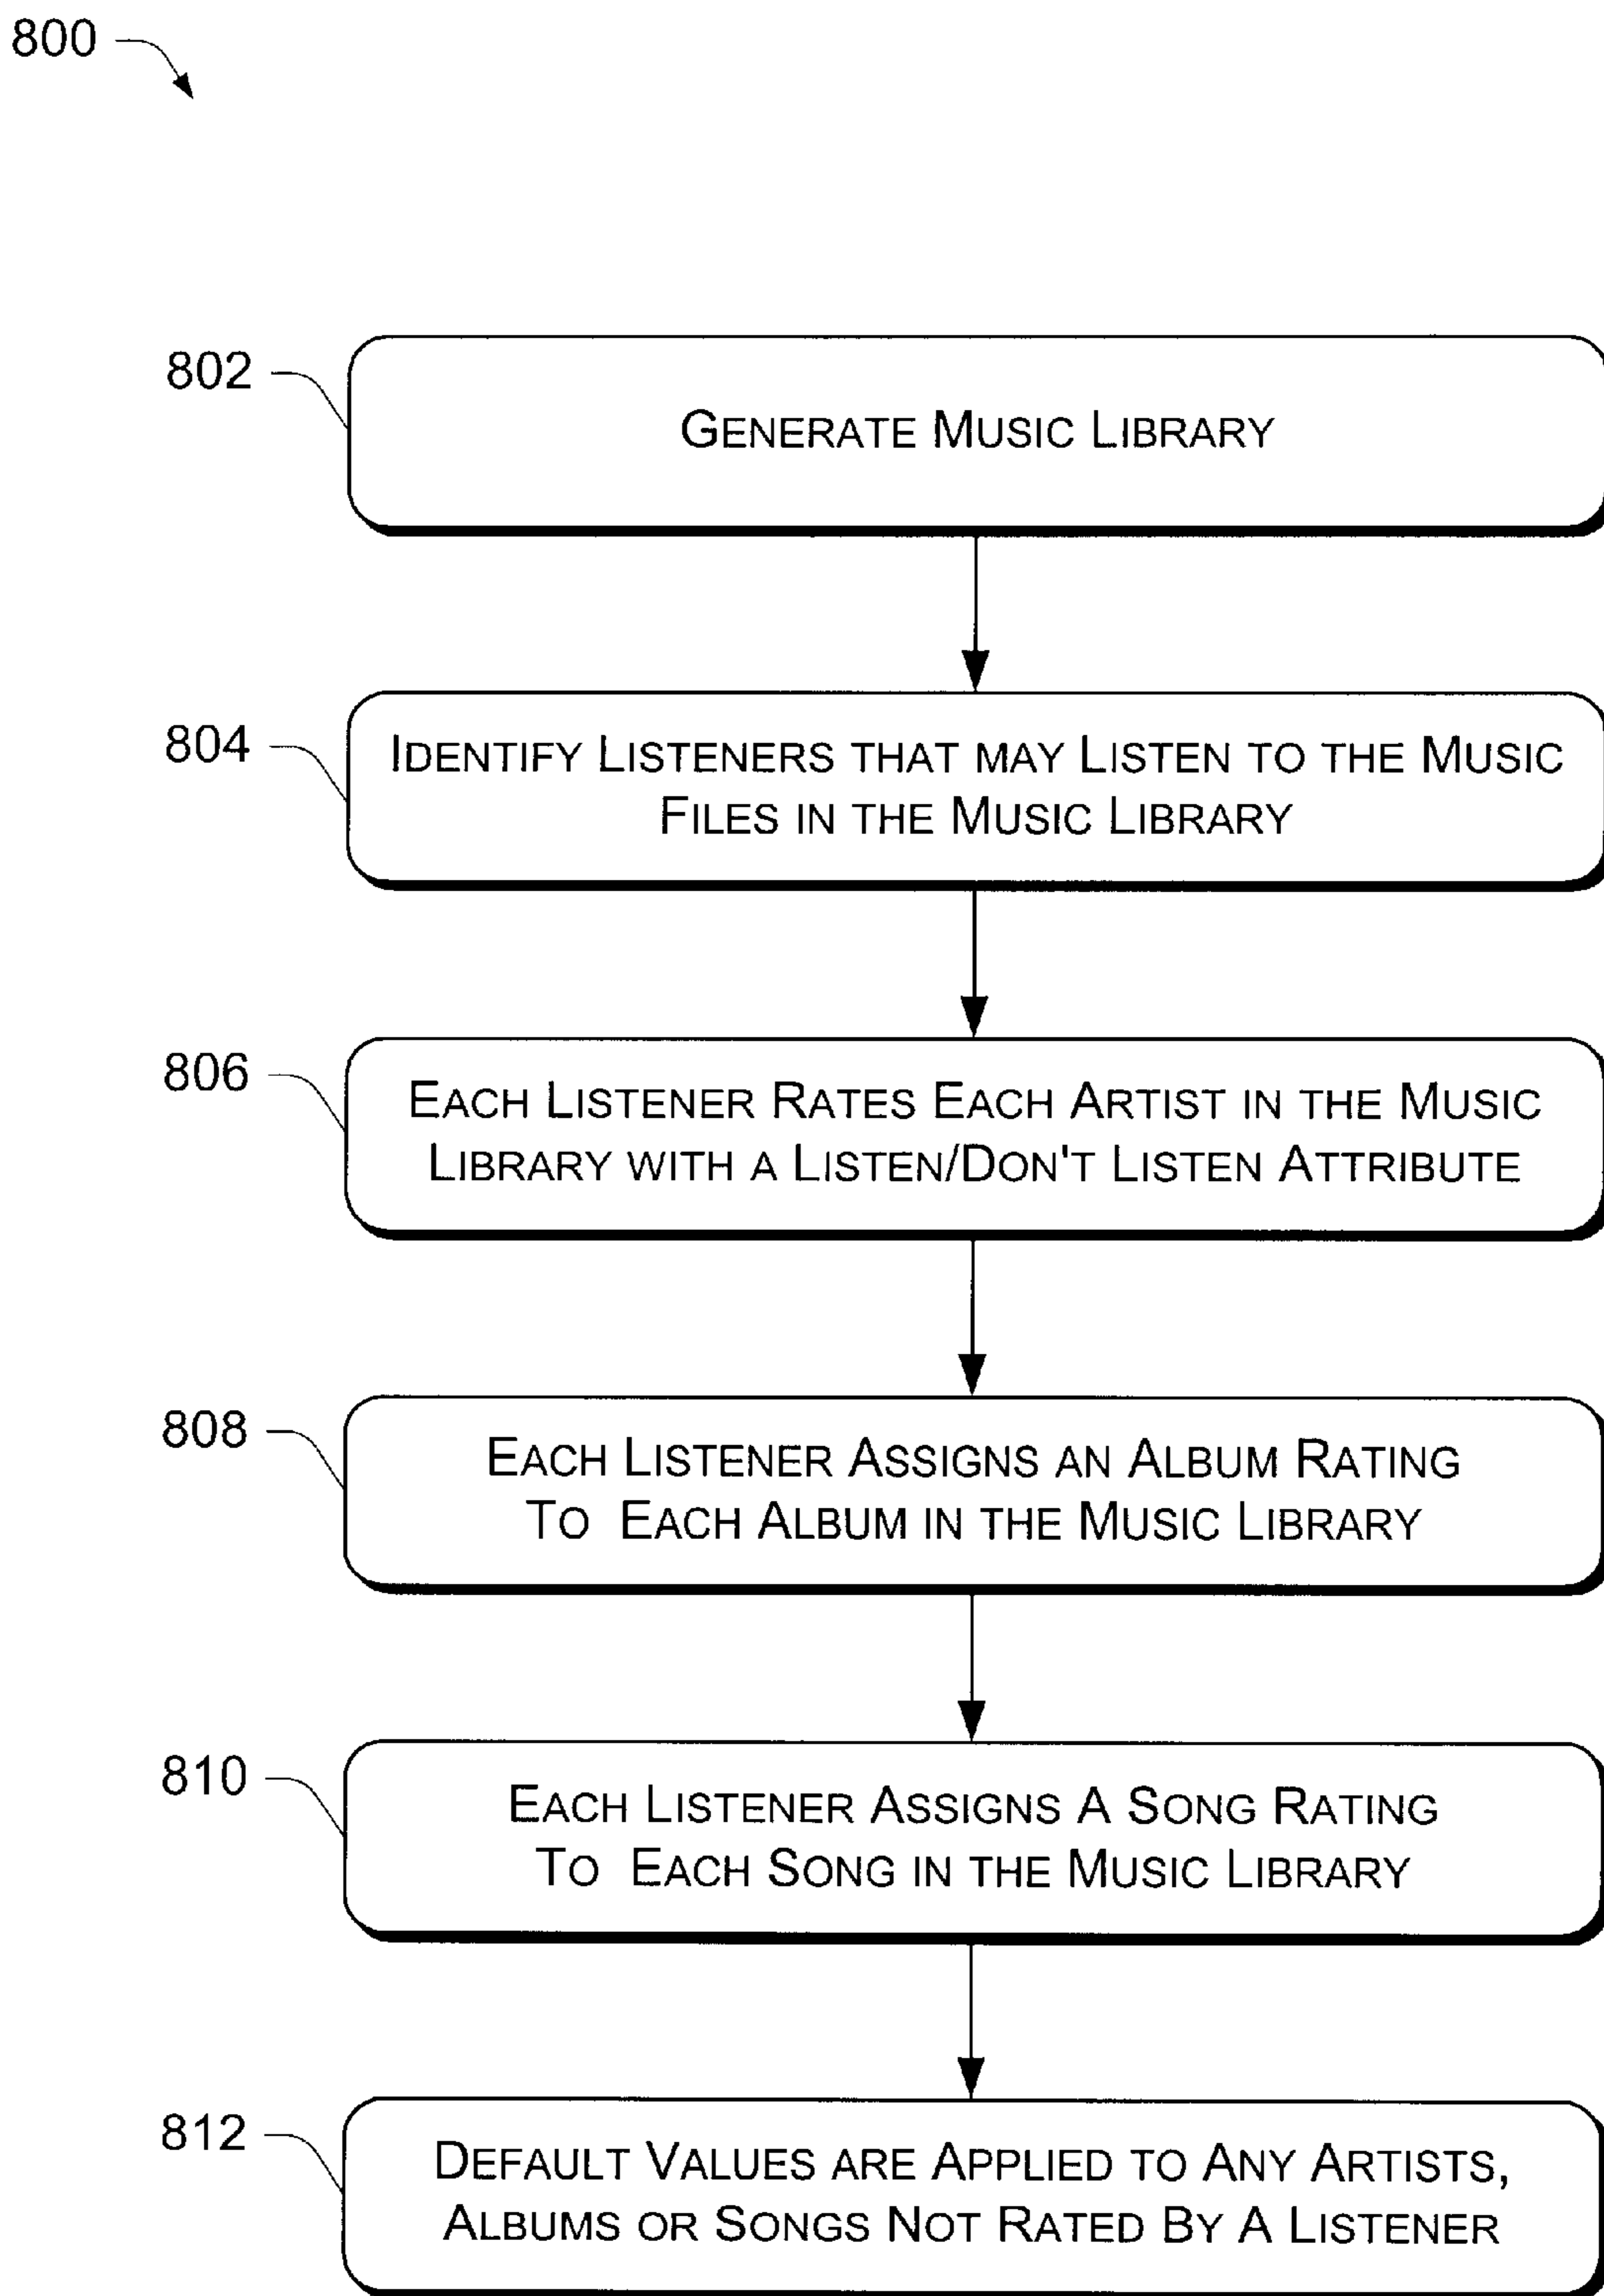 800
802
GENERATE MUSIC LIBRARY
804
IDENTIFY LISTENERS THAT MAY LISTEN TO THE MUSIC
FILES IN THE MUSIC LIBRARY
806
EACH LISTENER RATES EACH ARTIST IN THE MUSIC
LIBRARY WITH A LISTEN/DON'T LISTEN ATTRIBUTE
808
EACH LISTENER ASSIGNS AN ALBUM RATING
TO EACH ALBUM IN THE MUSIC LIBRARY
810
EACH LISTENER ASSIGNS A SONG RATING
TO EACH SONG IN THE MUSIC LIBRARY
812
DEFAULT VALUES ARE APPLIED TO ANY ARTISTS,
ALBUMS OR SONGS NOT RATED BY A LISTENER